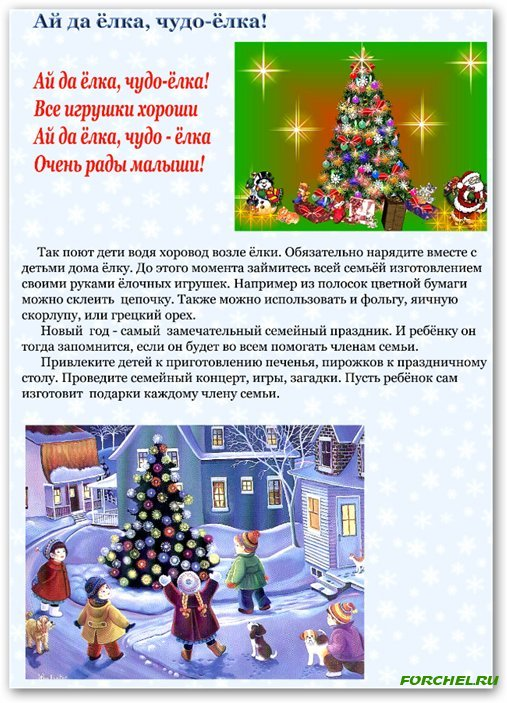 Ай да ёлка, чудо-ёлка!
Ай да ёлка, чудо-ёлка!
Все игрушки хороши
Ай да ёлка, чудо - ёлка
Очень рады малыши!
Так поют дети водя хоровод возле ёлки. Обязательно нарядите вместе с
детьми дома ёлку. До этого момента займитесь всей семьёй изготовлением
своими руками ёлочных игрушек. Например из полосок цветной бумаги
можно склеить цепочку. Также можно использовать и фольгу, яичную
скорлупу, или грецкий орех.
Новый год - самый замечательный семейный праздник. И ребёнку он
тогда запомнится, если он будет во всем помогать членам семьи.
Привлеките детей к приготовлению печенья, пирожков к праздничному
столу. Проведите семейный концерт, игры, загадки. Пусть ребёнок сам
изготовит подарки каждому члену семьи.
FORCHEL.RU